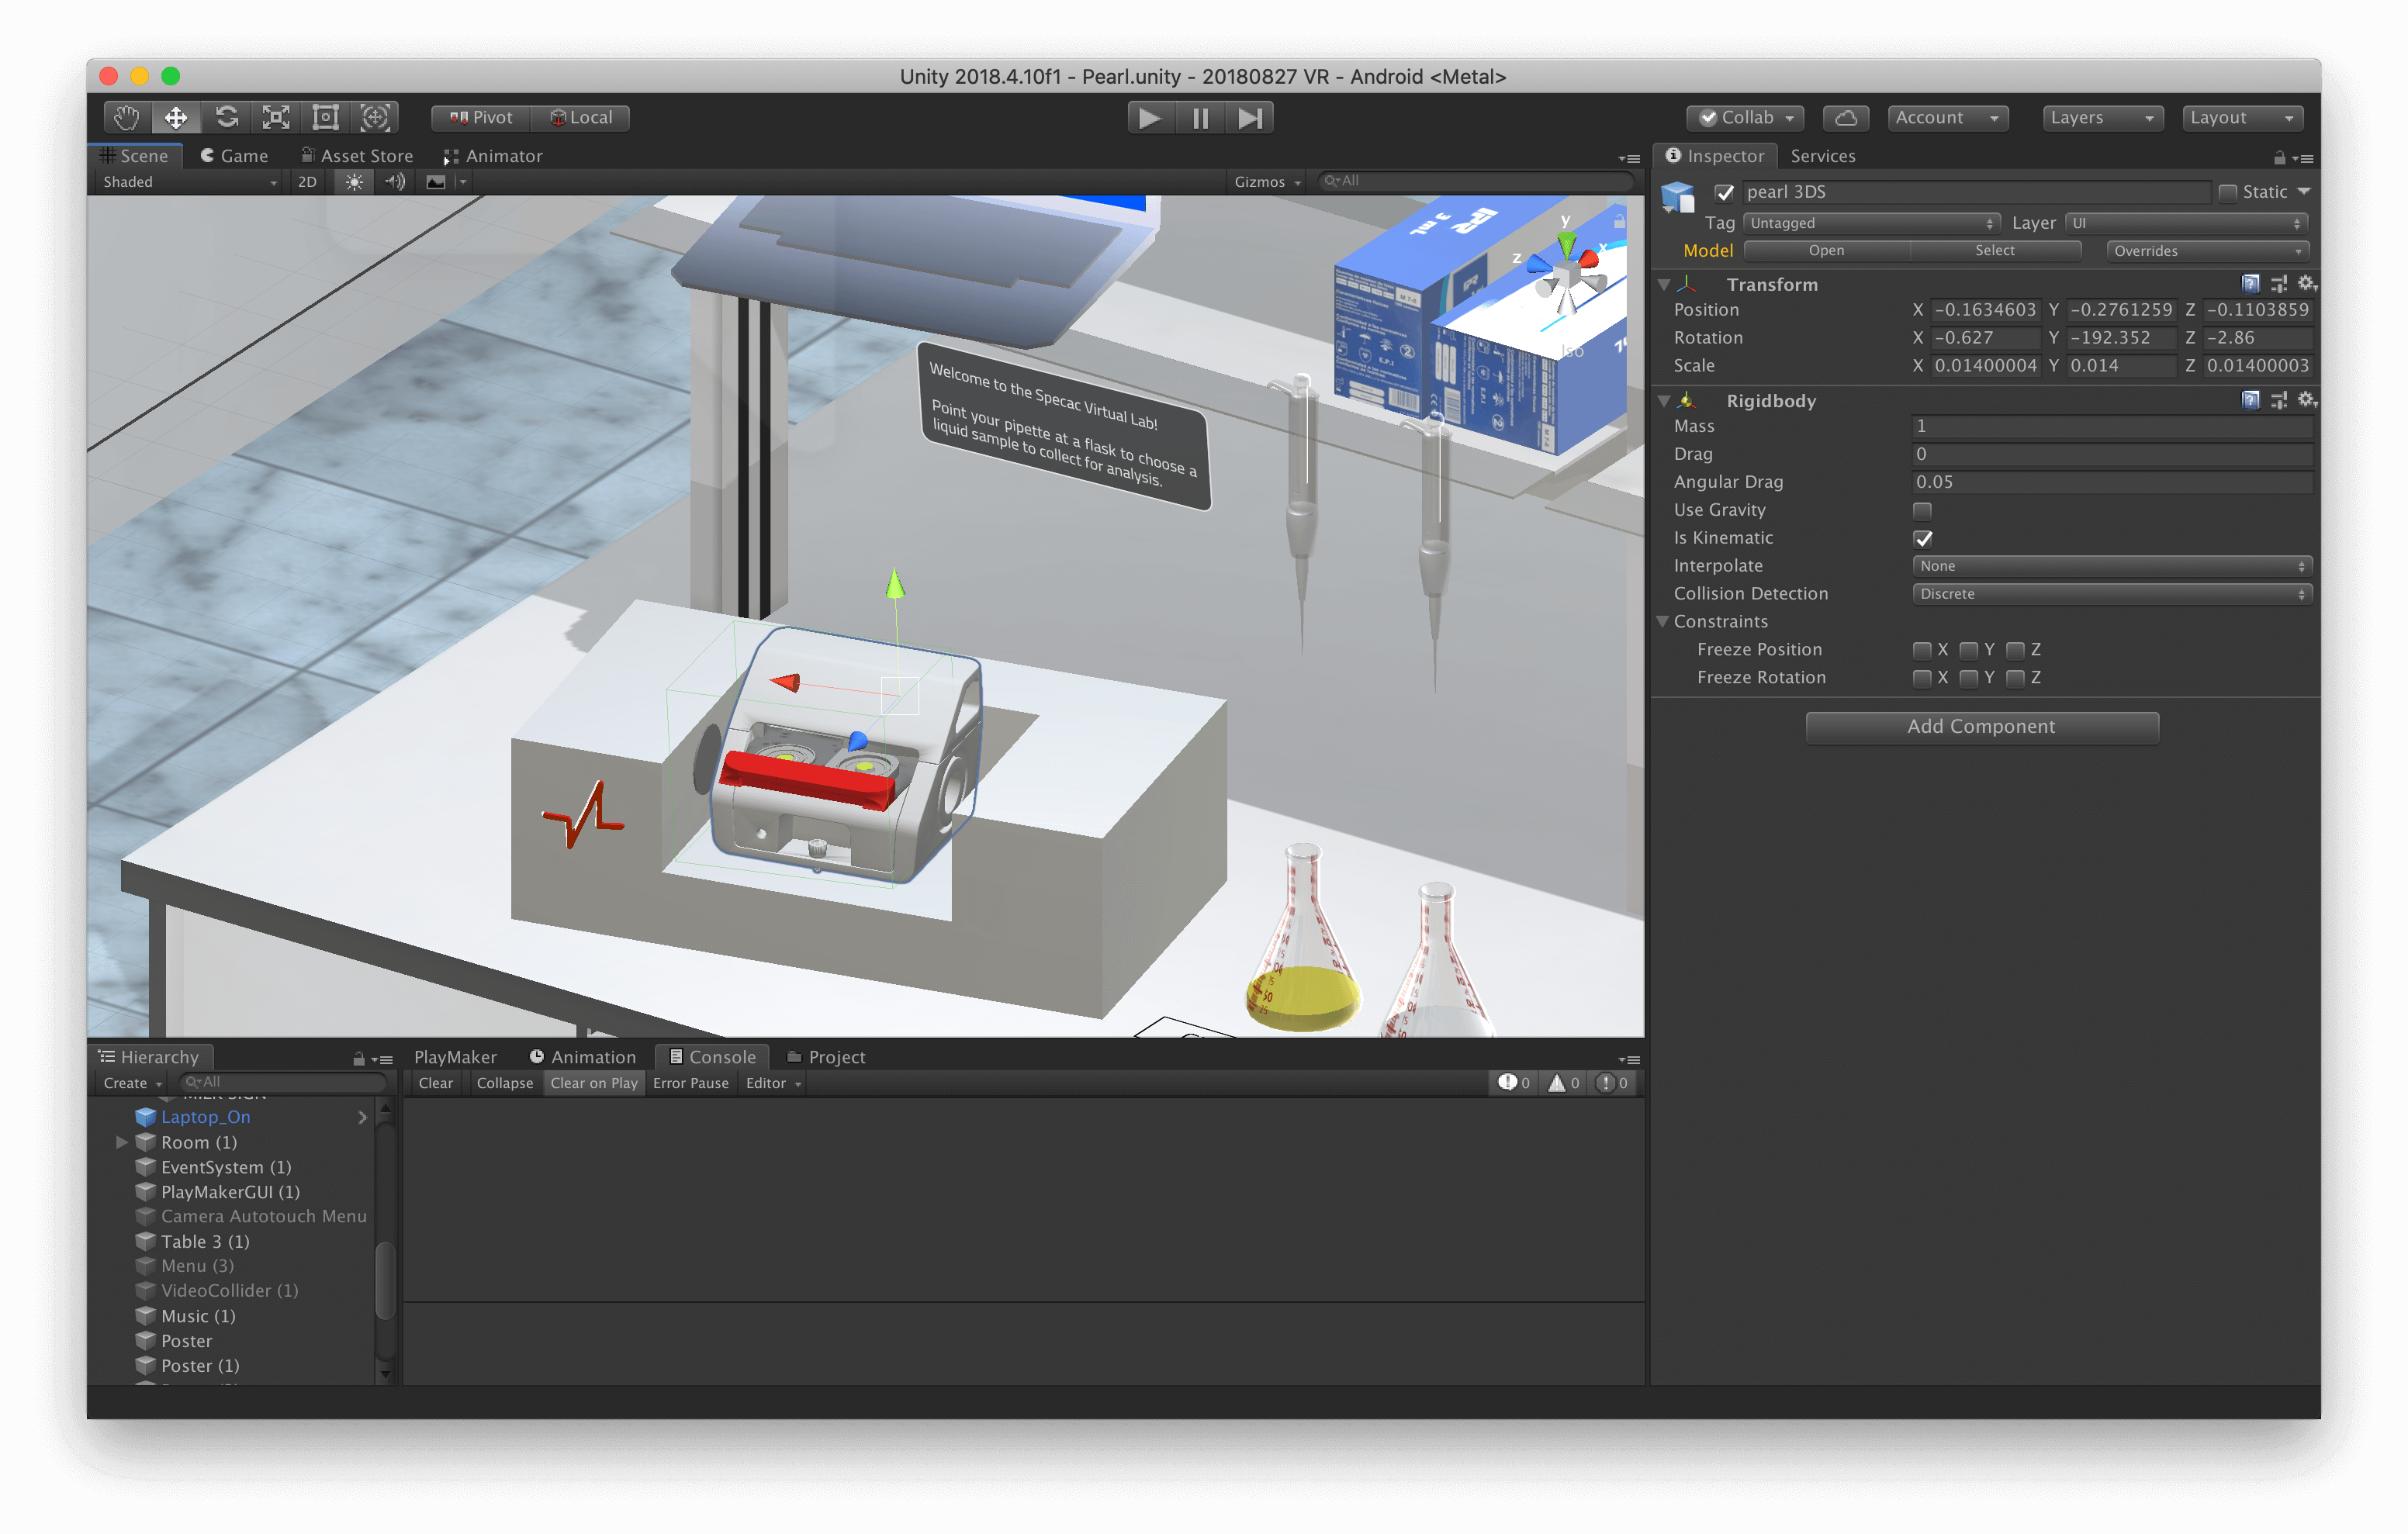 Unity 2018.4.10f1 - Pearl.unity - 20180827 VR - Android <Metal>
Pivot Local Collab Account Layers Layout
Scene Game Asset Store Animator
Shaded 2D Gizmos All
y
x
z
Iso
IPR
3 mL
E.P.I
Welcome to the Specac Virtual Lab!
Point your pipette at a flask to choose a
liquid sample to collect for analysis.
50
Inspector Services
pearl 3DS Static
Tag Untagged Layer UI
Model Open Select Overrides
Transform
Position X -0.1634603 Y -0.2761259 Z -0.1103859
Rotation X -0.627 Y -192.352 Z -2.86
Scale X 0.01400004 Y 0.014 Z 0.01400003
Rigidbody
Mass 1
Drag 0
Angular Drag 0.05
Use Gravity
Is Kinematic
Interpolate None
Collision Detection Discrete
Constraints
Freeze Position X Y Z
Freeze Rotation X Y Z
Add Component
Hierarchy
Create All
MILK SIGN
Laptop_On
Room (1)
EventSystem (1)
PlayMakerGUI (1)
Camera Autotouch Menu
Table 3 (1)
Menu (3)
VideoCollider (1)
Music (1)
Poster
Poster (1)
PlayMaker Animation Console Project
Clear Collapse Clear on Play Error Pause Editor 0 0 0